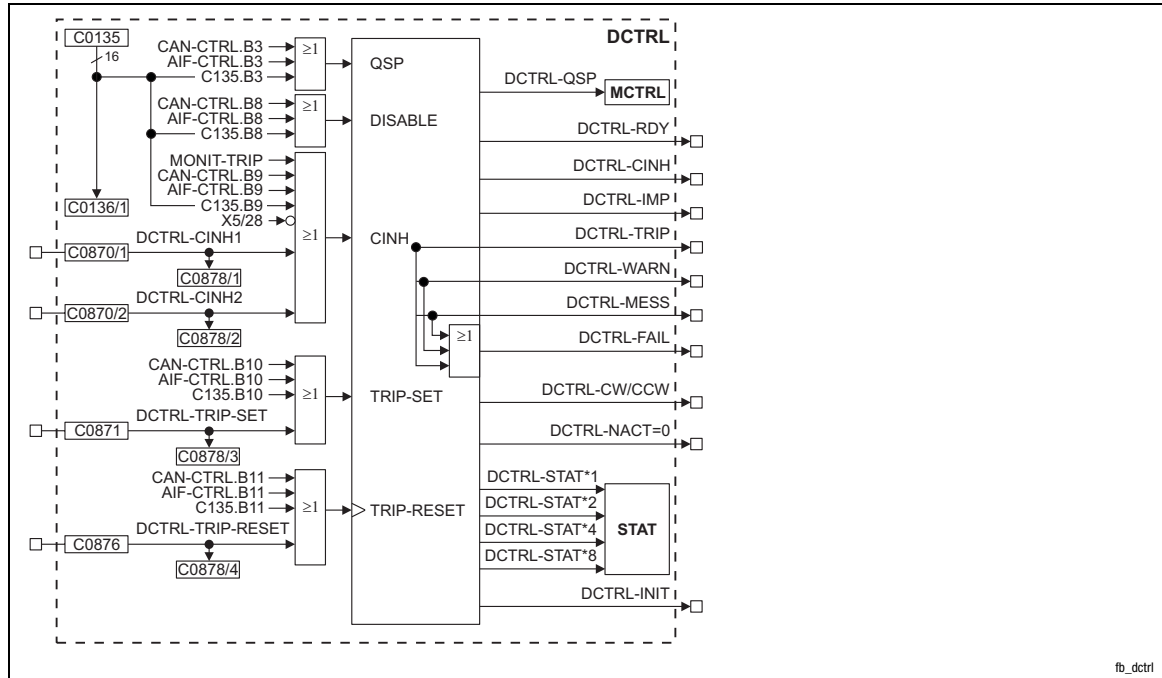 C0135
16
DCTRL
CAN-CTRL.B3
AIF-CTRL.B3
C135.B3
≥1
QSP
DCTRL-QSP
MCTRL
CAN-CTRL.B8
AIF-CTRL.B8
C135.B8
≥1
DISABLE
DCTRL-RDY
MONIT-TRIP
CAN-CTRL.B9
AIF-CTRL.B9
C135.B9
X5/28
≥1
CINH
DCTRL-CINH
DCTRL-IMP
C0136/1
DCTRL-CINH1
C0870/1
C0878/1
DCTRL-CINH2
C0870/2
C0878/2
DCTRL-TRIP
DCTRL-WARN
DCTRL-MESS
≥1
DCTRL-FAIL
CAN-CTRL.B10
AIF-CTRL.B10
C135.B10
≥1
TRIP-SET
DCTRL-CW/CCW
DCTRL-TRIP-SET
C0871
C0878/3
DCTRL-NACT=0
CAN-CTRL.B11
AIF-CTRL.B11
C135.B11
≥1
TRIP-RESET
DCTRL-TRIP-RESET
C0876
C0878/4
DCTRL-STAT*1
DCTRL-STAT*2
DCTRL-STAT*4
DCTRL-STAT*8
STAT
DCTRL-INIT
fb_dctrl